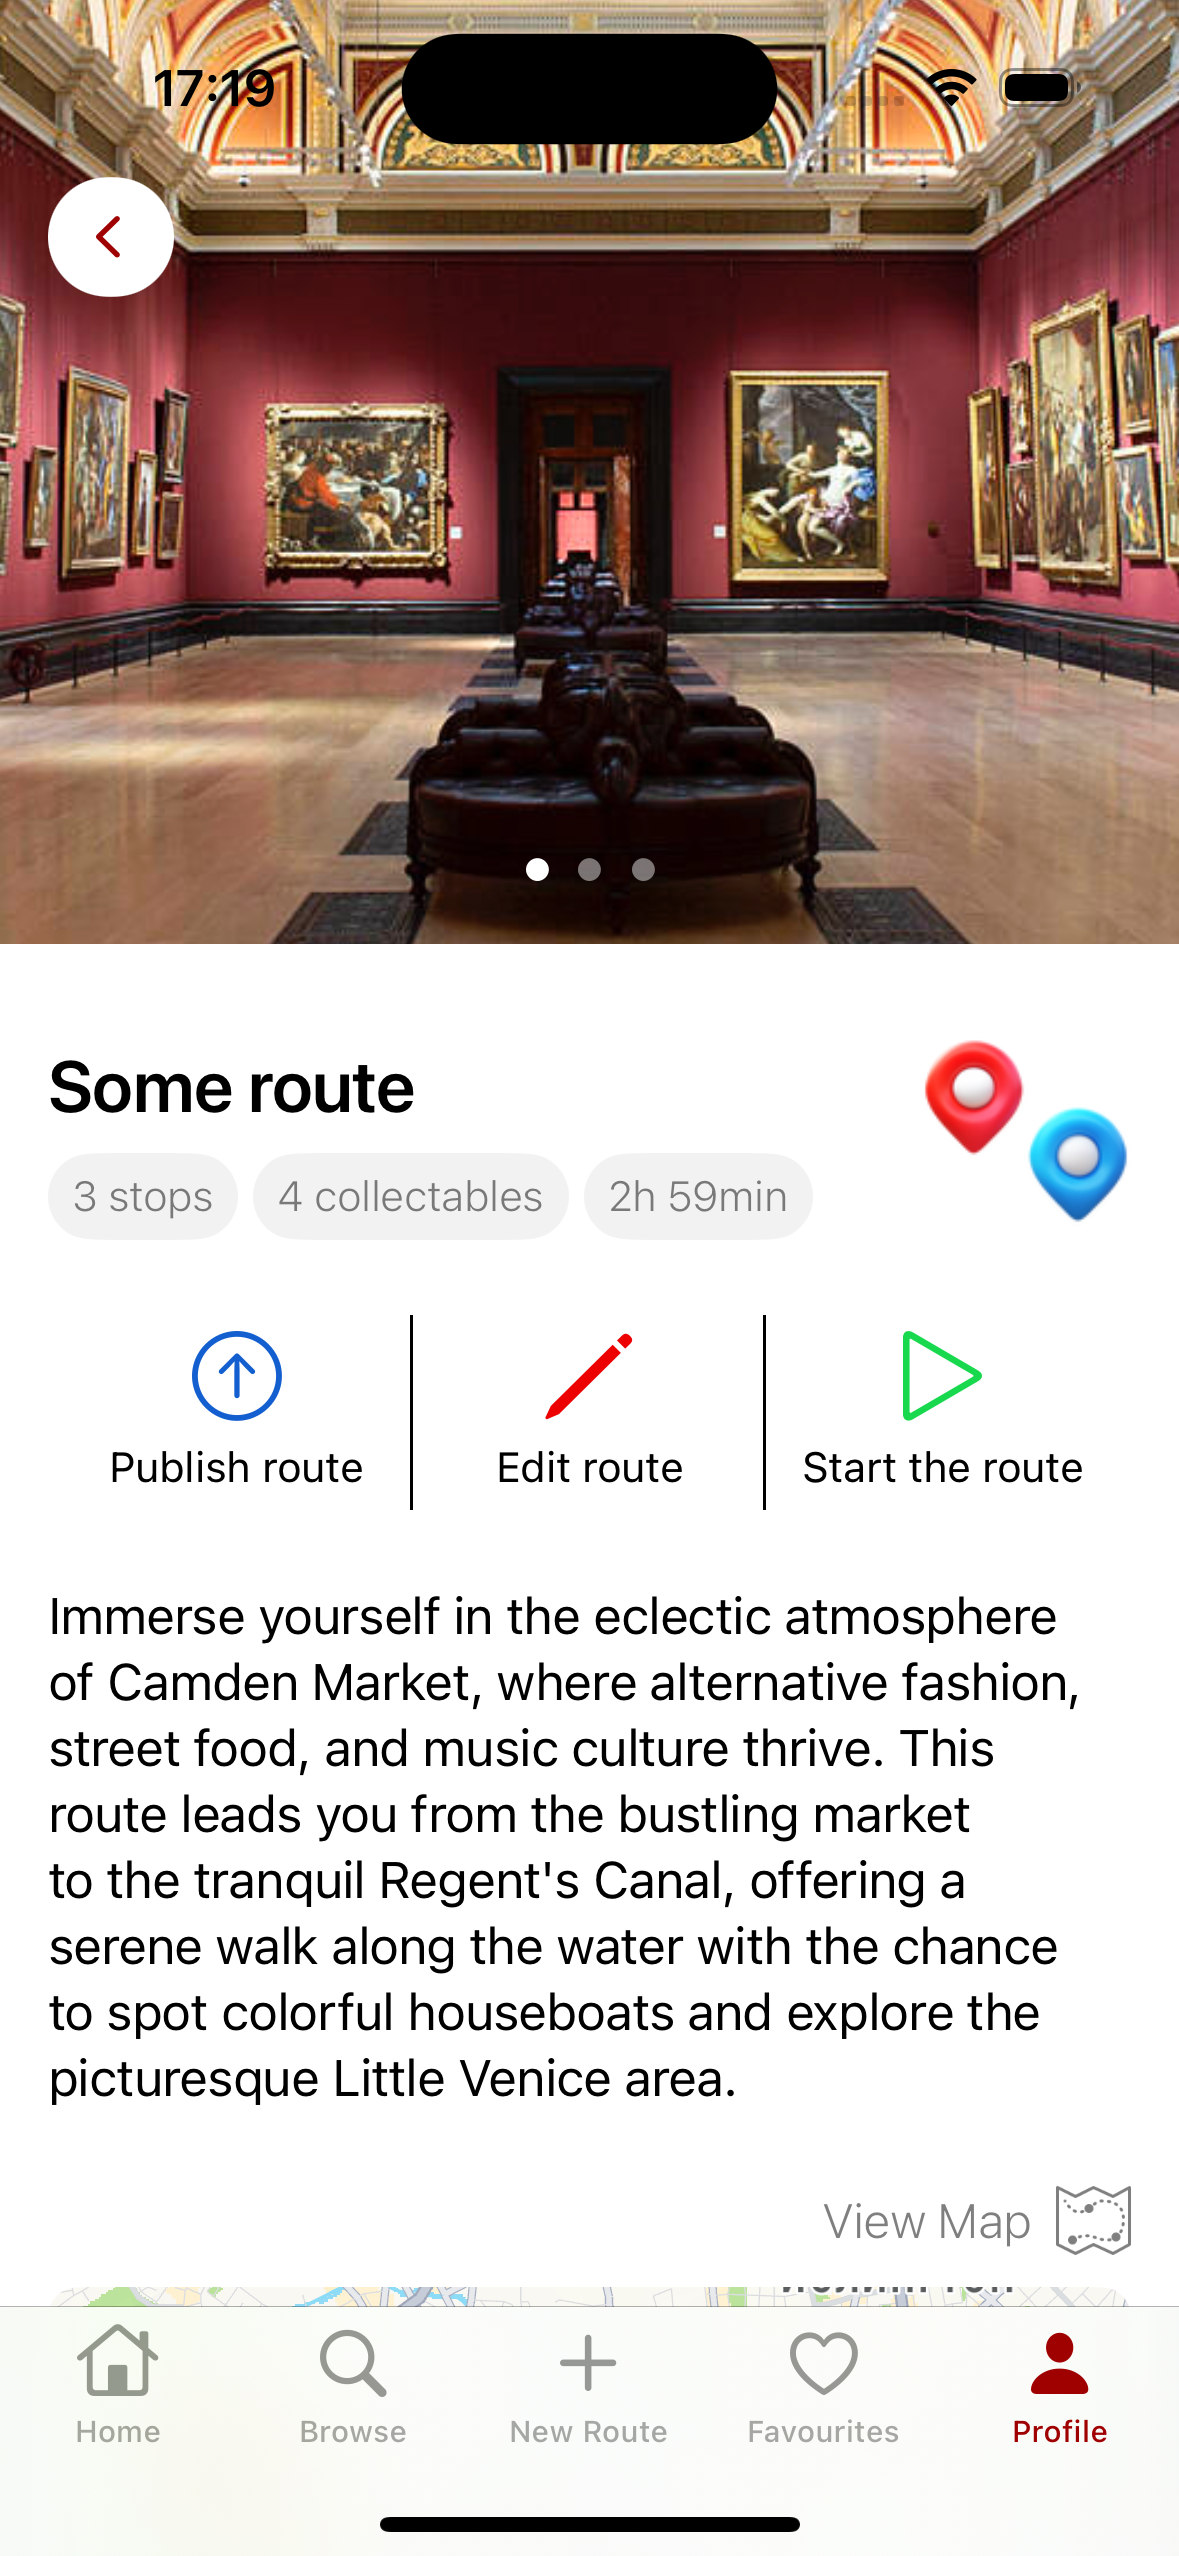 17:19
Some route
3 stops
4 collectables
2h 59min
Publish route
Edit route
Start the route
Immerse yourself in the eclectic atmosphere
of Camden Market, where alternative fashion,
street food, and music culture thrive. This
route leads you from the bustling market
to the tranquil Regent's Canal, offering a
serene walk along the water with the chance
to spot colorful houseboats and explore the
picturesque Little Venice area.
View Map
Home
Browse
New Route
Favourites
Profile